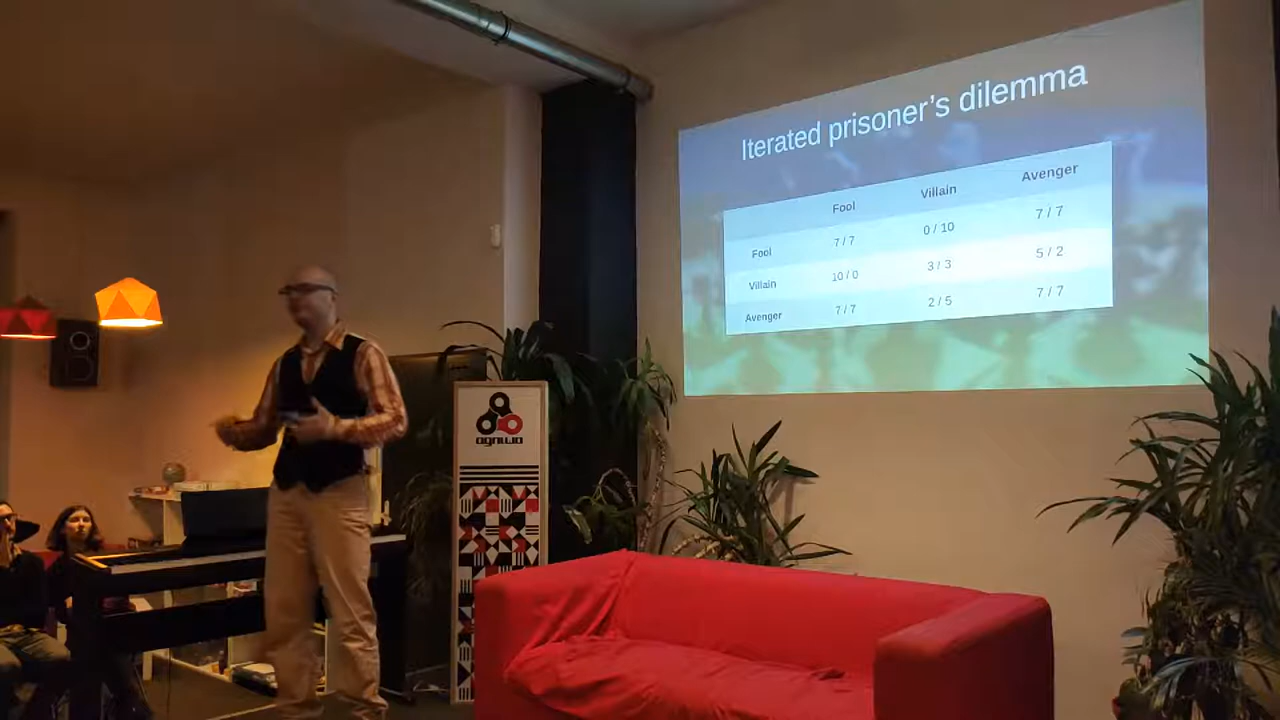 Iterated prisoner's dilemma
Fool Villain Avenger
Fool 7 / 7 0 / 10 7 / 7
Villain 10 / 0 3 / 3 5 / 2
Avenger 7 / 7 2 / 5 7 / 7
ogniwo